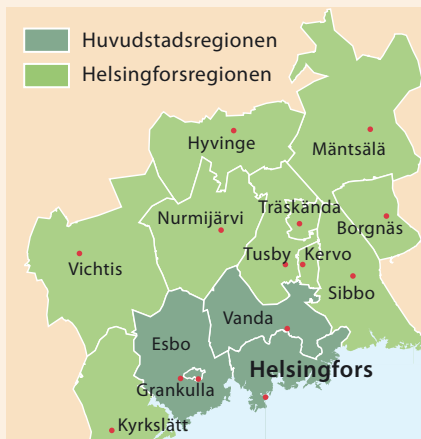 Huvudstadsregionen
Helsingforsregionen
Hyvinge
Mäntsälä
Träskända
Nurmijärvi
Borgnäs
Tusby
Kervo
Vichtis
Sibbo
Vanda
Esbo
Helsingfors
Grankulla
Kyrkslätt